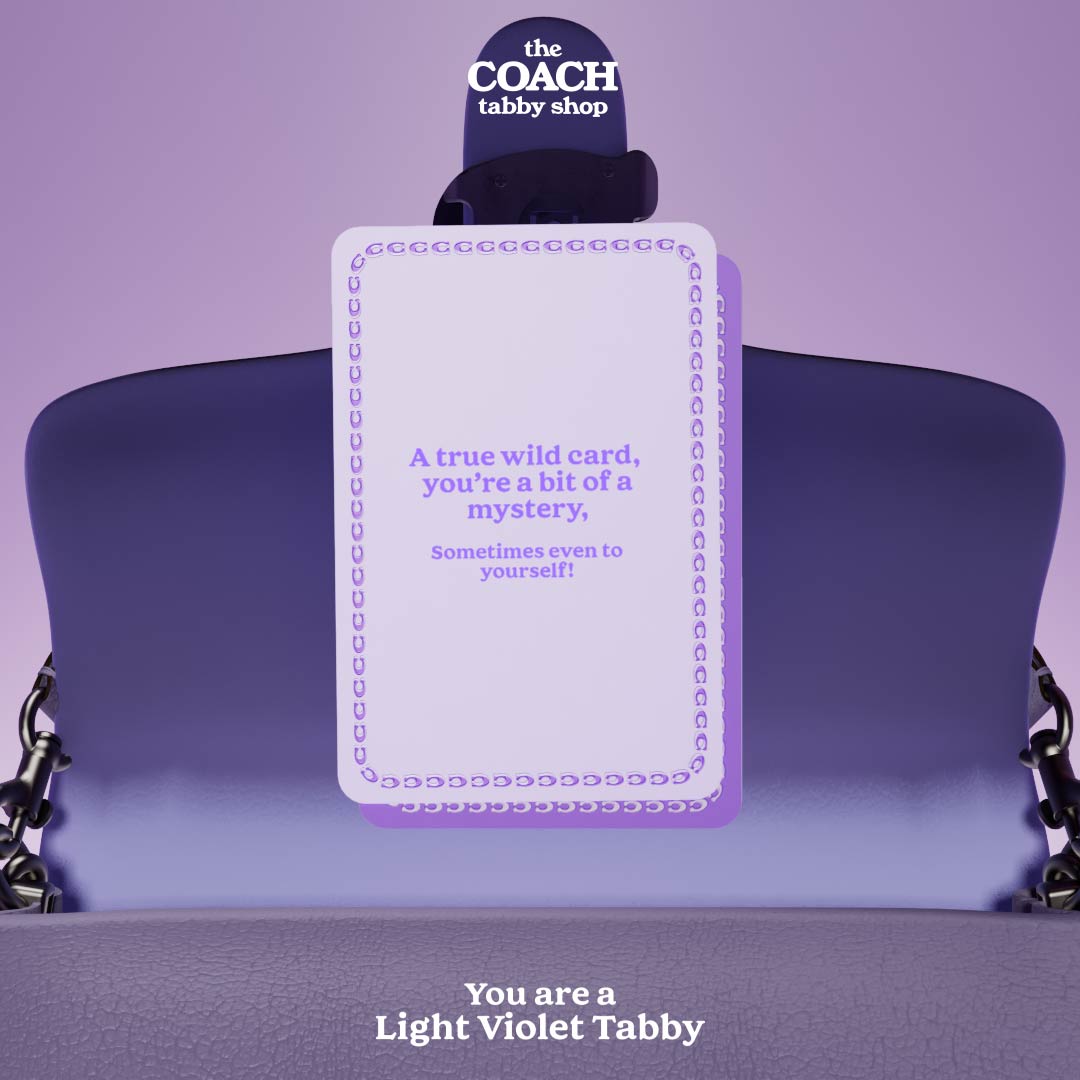 the
COACH
tabby shop
A true wild card,
you're a bit of a
mystery,
Sometimes even to
yourself!
You are a
Light Violet Tabby